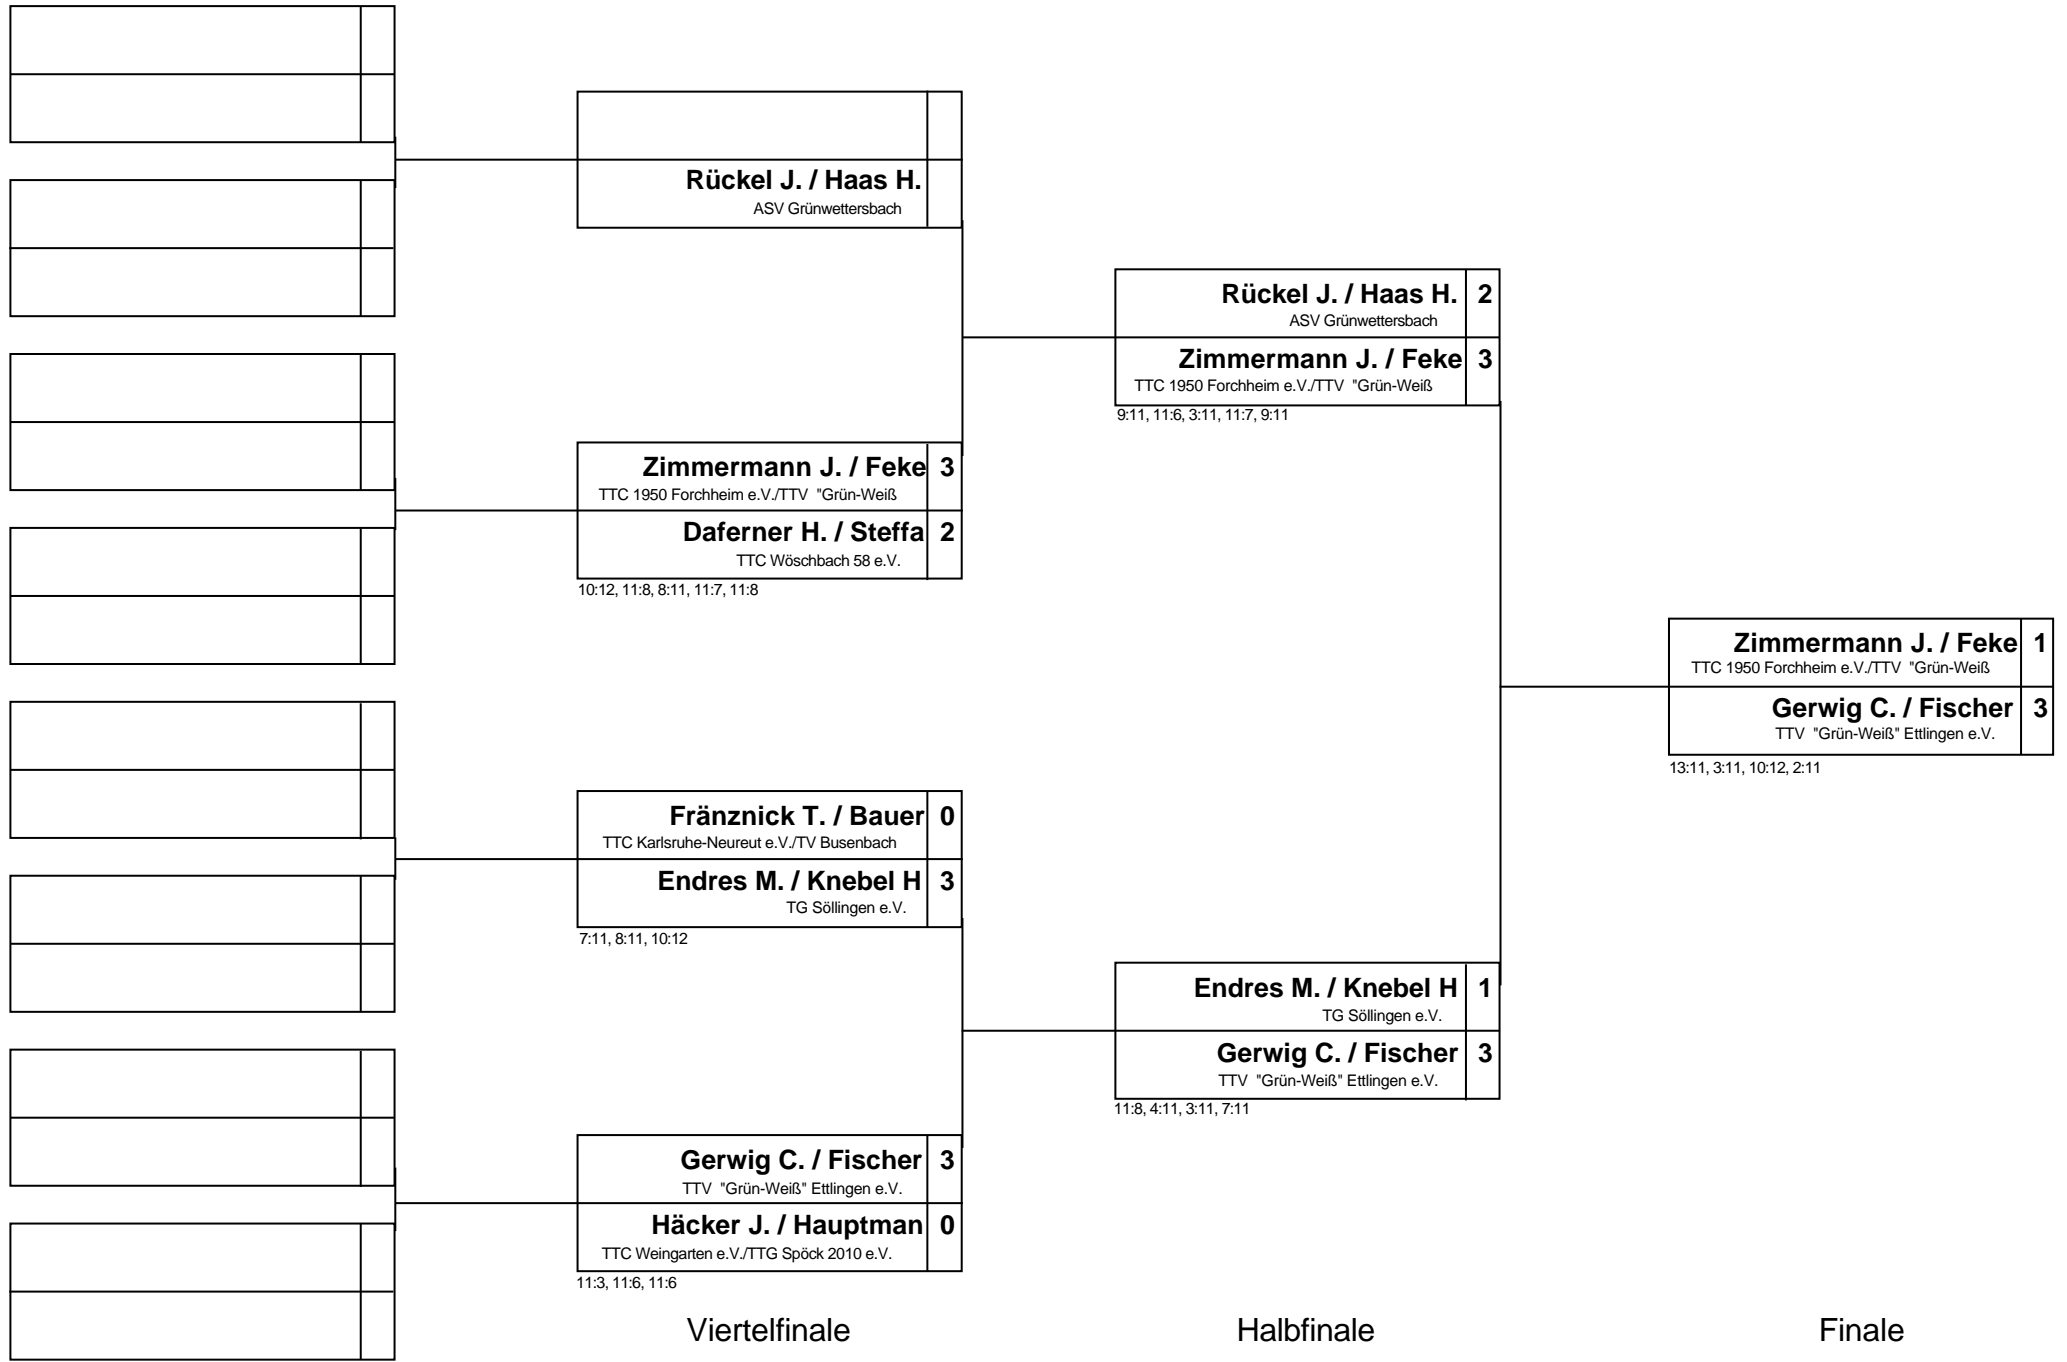 Rückel J. / Haas H.
ASV Grünwettersbach
Zimmermann J. / Feke 3
TTC 1950 Forchheim e.V./TTV "Grün-Weiß
Daferner H. / Steffa 2
TTC Wöschbach 58 e.V.
10:12, 11:8, 8:11, 11:7, 11:8
Fränznick T. / Bauer 0
TTC Karlsruhe-Neureut e.V./TV Busenbach
Endres M. / Knebel H 3
TG Söllingen e.V.
7:11, 8:11, 10:12
Gerwig C. / Fischer 3
TTV "Grün-Weiß" Ettlingen e.V.
Häcker J. / Hauptman 0
TTC Weingarten e.V./TTG Spöck 2010 e.V.
11:3, 11:6, 11:6
Viertelfinale
Rückel J. / Haas H. 2
ASV Grünwettersbach
Zimmermann J. / Feke 3
TTC 1950 Forchheim e.V./TTV "Grün-Weiß
9:11, 11:6, 3:11, 11:7, 9:11
Endres M. / Knebel H 1
TG Söllingen e.V.
Gerwig C. / Fischer 3
TTV "Grün-Weiß" Ettlingen e.V.
11:8, 4:11, 3:11, 7:11
Halbfinale
Zimmermann J. / Feke 1
TTC 1950 Forchheim e.V./TTV "Grün-Weiß
Gerwig C. / Fischer 3
TTV "Grün-Weiß" Ettlingen e.V.
13:11, 3:11, 10:12, 2:11
Finale